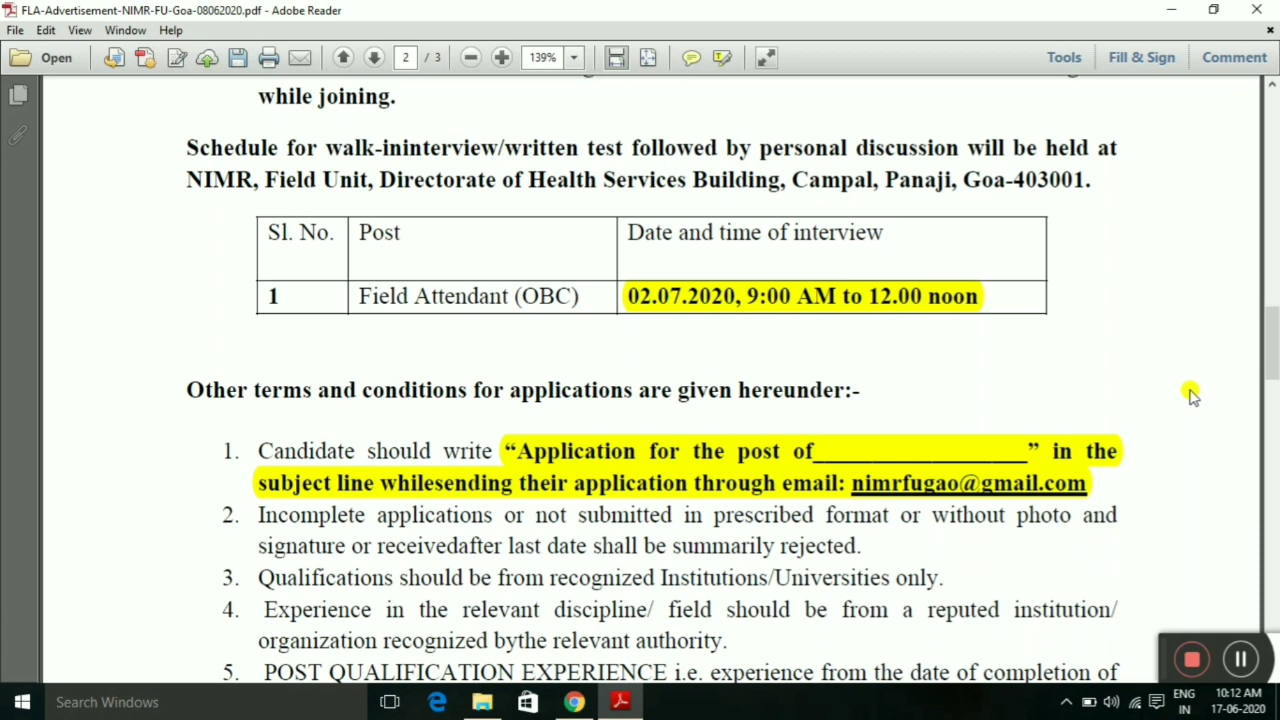 FLA-Advertisement-NIMR-FU-Goa-08062020.pdf - Adobe Reader
File Edit View Window Help
Open 2 / 3 139% Tools Fill & Sign Comment
while joining.
Schedule for walk-ininterview/written test followed by personal discussion will be held at
NIMR, Field Unit, Directorate of Health Services Building, Campal, Panaji, Goa-403001.
Sl. No. Post Date and time of interview
1 Field Attendant (OBC) 02.07.2020, 9:00 AM to 12.00 noon
Other terms and conditions for applications are given hereunder:-
1. Candidate should write “Application for the post of___________________” in the
subject line whilesending their application through email: nimrfugao@gmail.com
2. Incomplete applications or not submitted in prescribed format or without photo and
signature or receivedafter last date shall be summarily rejected.
3. Qualifications should be from recognized Institutions/Universities only.
4. Experience in the relevant discipline/ field should be from a reputed institution/
organization recognized bythe relevant authority.
5. POST QUALIFICATION EXPERIENCE i.e. experience from the date of completion of
Search Windows
ENG 10:12 AM
IN 17-06-2020